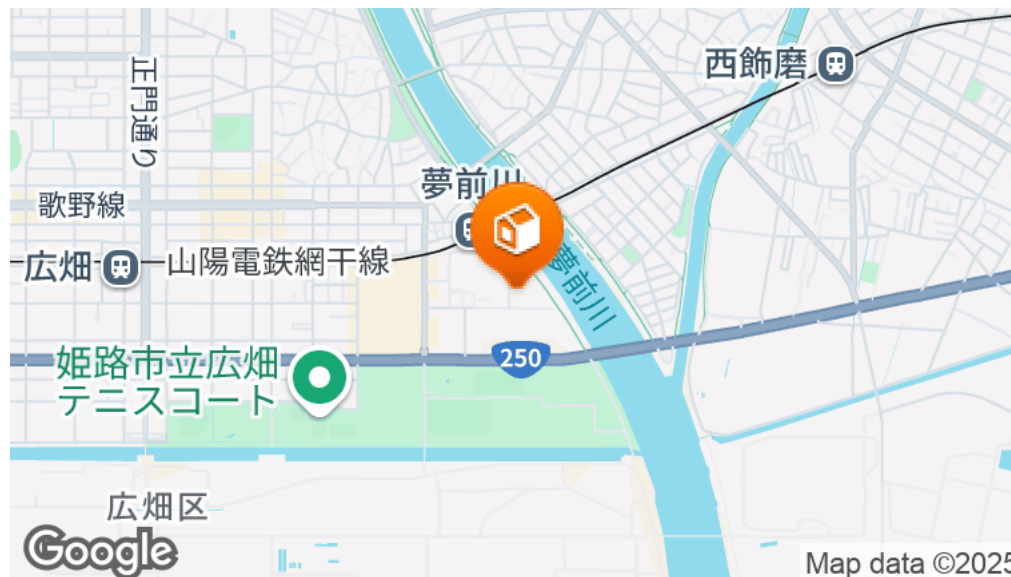 西飾磨
正門通り
夢前川
歌野線
広畑
山陽電鉄網干線
夢前川
250
姫路市立広畑
テニスコート
広畑区
Google
Map data ©2025